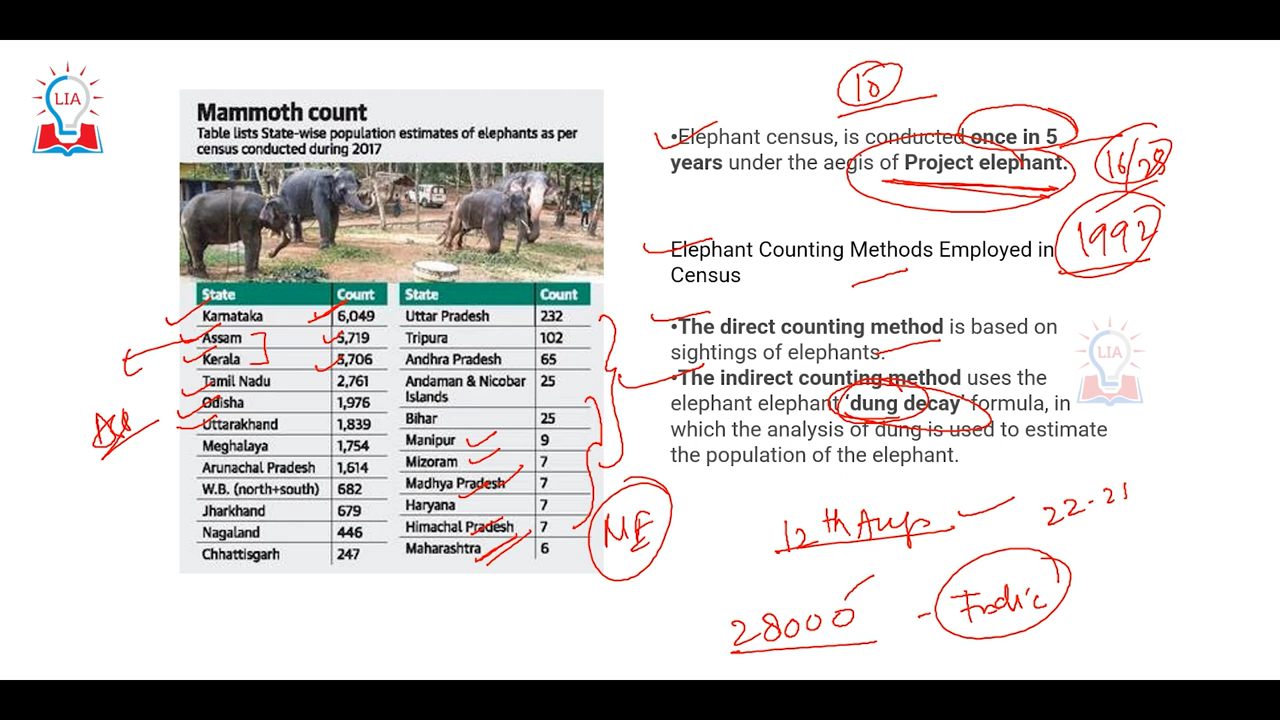 LIA
Mammoth count
Table lists State-wise population estimates of elephants as per
census conducted during 2017
State Count State Count
Karnataka 6,049 Uttar Pradesh 232
Assam 5,719 Tripura 102
Kerala 5,706 Andhra Pradesh 65
Tamil Nadu 2,761 Andaman & Nicobar
Islands 25
Odisha 1,976 Bihar 25
Uttarakhand 1,839 Manipur 9
Meghalaya 1,754 Mizoram 7
Arunachal Pradesh 1,614 Madhya Pradesh 7
W.B. (north+south) 682 Haryana 7
Jharkhand 679 Himachal Pradesh 7
Nagaland 446 Maharashtra 6
Chhattisgarh 247
NE
•Elephant census, is conducted once in 5
years under the aegis of Project elephant.
16/28
1992
Elephant Counting Methods Employed in
Census
•The direct counting method is based on
sightings of elephants.
•The indirect counting method uses the
elephant elephant ‘dung decay’ formula, in
which the analysis of dung is used to estimate
the population of the elephant.
LIA
12th
28000 -